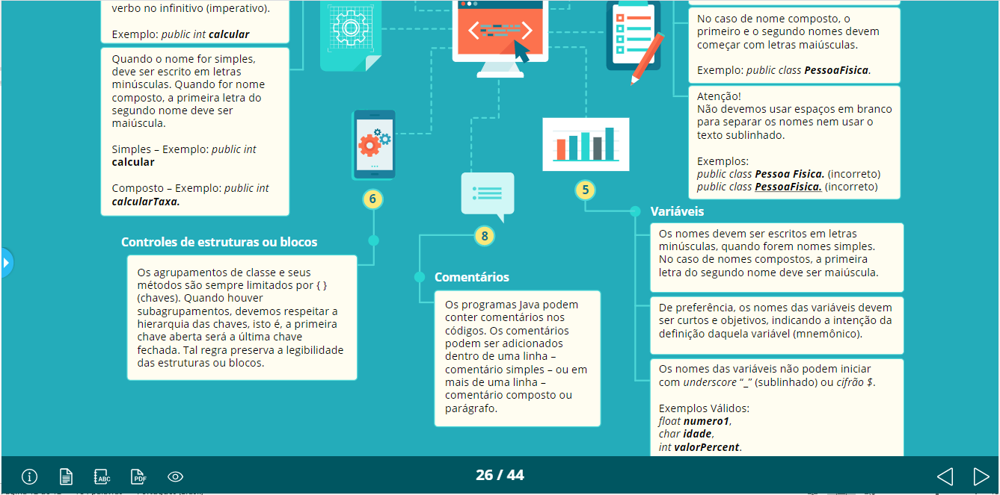 verbo no infinitivo (imperativo).
Exemplo: public int calcular
Quando o nome for simples,
deve ser escrito em letras
minúsculas. Quando for nome
composto, a primeira letra do
segundo nome deve ser
maiúscula.
Simples – Exemplo: public int
calcular
Composto – Exemplo: public int
calcularTaxa.
No caso de nome composto, o
primeiro e o segundo nomes devem
começar com letras maiúsculas.
Exemplo: public class PessoaFisica.
Atenção!
Não devemos usar espaços em branco
para separar os nomes nem usar o
texto sublinhado.
Exemplos:
public class Pessoa Fisica. (incorreto)
public class PessoaFisica. (incorreto)
6
Controles de estruturas ou blocos
Os agrupamentos de classe e seus
métodos são sempre limitados por { }
(chaves). Quando houver
subagrupamentos, devemos respeitar a
hierarquia das chaves, isto é, a primeira
chave aberta será a última chave
fechada. Tal regra preserva a legibilidade
das estruturas ou blocos.
8
Comentários
Os programas Java podem
conter comentários nos
códigos. Os comentários
podem ser adicionados
dentro de uma linha –
comentário simples – ou em
mais de uma linha –
comentário composto ou
parágrafo.
5
Variáveis
Os nomes devem ser escritos em letras
minúsculas, quando forem nomes simples.
No caso de nomes compostos, a primeira
letra do segundo nome deve ser maiúscula.
De preferência, os nomes das variáveis devem
ser curtos e objetivos, indicando a intenção da
definição daquela variável (mnemônico).
Os nomes das variáveis não podem iniciar
com underscore “_” (sublinhado) ou cifrão $.
Exemplos Válidos:
float numero1,
char idade,
int valorPercent.
ABC
PDF
26 / 44